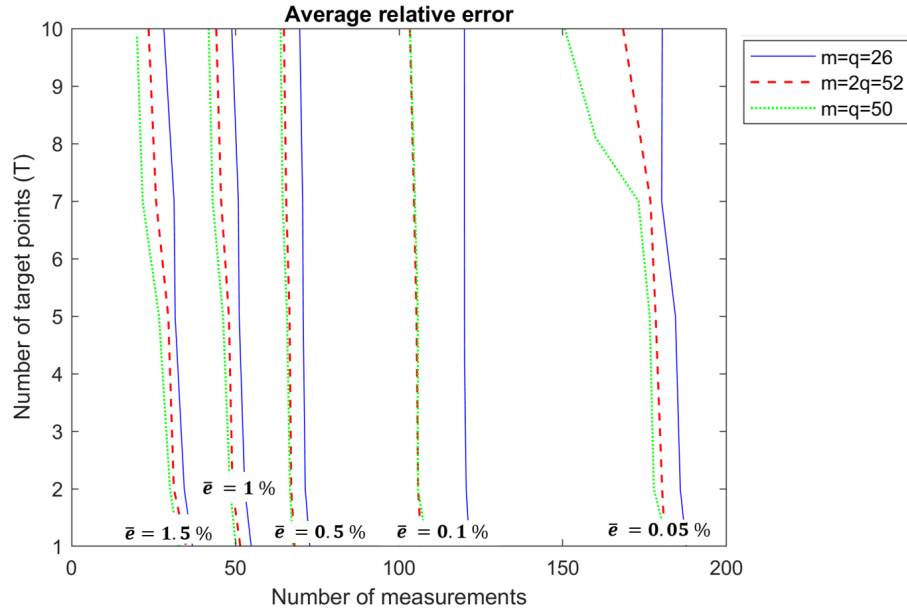 Average relative error
10
9
8
7
6
5
4
3
2
1
Number of target points (T)
m=q=26
m=2q=52
m=q=50
ē = 1 %
ē = 1.5 %
ē = 0.5 %
ē = 0.1 %
ē = 0.05 %
0
50
100
150
200
Number of measurements